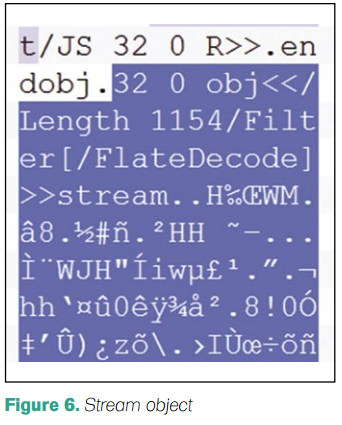 t/JS 32 0 R>>.en
dobj.32 0 obj<</
Length 1154/Filt
er[/FlateDecode]
>>stream..H‰ŒWM.
â8.½#ñ.²HH ˜—...
Ì¨WJH"Íiwµ£¹.″.¬
hh‵¤û0êÿ¾å².8!0Ó
‡′Û)¿zõ\.›IÙœ÷õñ
Figure 6. Stream object